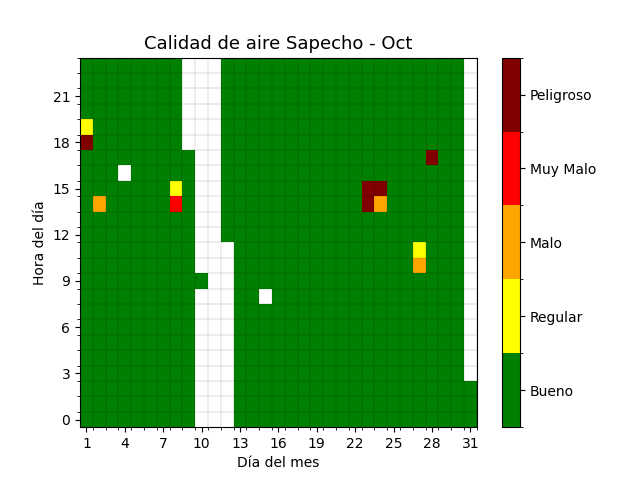 Calidad de aire Sapecho - Oct
Hora del día
21
18
15
12
9
6
3
0
1 4 7 10 13 16 19 22 25 28 31
Día del mes
Peligroso
Muy Malo
Malo
Regular
Bueno